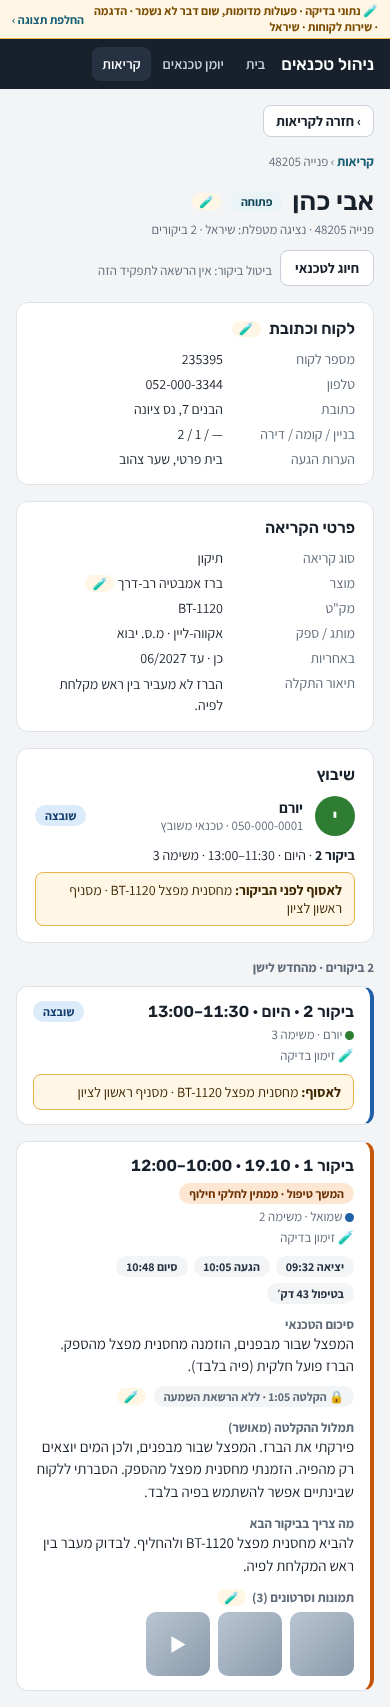 🧪 נתוני בדיקה · פעולות מדומות, שום דבר לא נשמר · הדגמה
· שירות לקוחות · שיראל
החלפת תצוגה ›
ניהול טכנאים
בית
יומן טכנאים
קריאות
› חזרה לקריאות
קריאות › פנייה 48205
אבי כהן
פתוחה
🧪
פנייה 48205 · נציגה מטפלת: שיראל · 2 ביקורים
חיוג לטכנאי
ביטול ביקור: אין הרשאה לתפקיד הזה
לקוח וכתובת 🧪
מספר לקוח 235395
טלפון 052-000-3344
כתובת הבנים 7, נס ציונה
בניין / קומה / דירה — / 1 / 2
הערות הגעה בית פרטי, שער צהוב
פרטי הקריאה
סוג קריאה תיקון
מוצר ברז אמבטיה רב-דרך 🧪
מק"ט BT-1120
מותג / ספק אקווה-ליין · מ.ס. יבוא
באחריות כן · עד 06/2027
תיאור התקלה הברז לא מעביר בין ראש מקלחת
לפיה.
שיבוץ
י
יורם
050-000-0001 · טכנאי משובץ
שובצה
ביקור 2 · היום · 11:30–13:00 · משימה 3
לאסוף לפני הביקור: מחסנית מפצל BT-1120 · מסניף
ראשון לציון
2 ביקורים · מהחדש לישן
ביקור 2 • היום • 11:30–13:00
שובצה
יורם · משימה 3
🧪 זימון בדיקה
לאסוף: מחסנית מפצל BT-1120 · מסניף ראשון לציון
ביקור 1 • 19.10 • 10:00–12:00
המשך טיפול · ממתין לחלקי חילוף
שמואל · משימה 2
🧪 זימון בדיקה
יציאה 09:32
הגעה 10:05
סיום 10:48
בטיפול 43 דק׳
סיכום הטכנאי
המפצל שבור מבפנים, הוזמנה מחסנית מפצל מהספק.
הברז פועל חלקית (פיה בלבד).
🔒 הקלטה 1:05 · ללא הרשאת השמעה
🧪
תמלול ההקלטה (מאושר)
פירקתי את הברז. המפצל שבור מבפנים, ולכן המים יוצאים
רק מהפיה. הזמנתי מחסנית מפצל מהספק. הסברתי ללקוח
שבינתיים אפשר להשתמש בפיה בלבד.
מה צריך בביקור הבא
להביא מחסנית מפצל BT-1120 ולהחליף. לבדוק מעבר בין
ראש המקלחת לפיה.
תמונות וסרטונים (3) 🧪